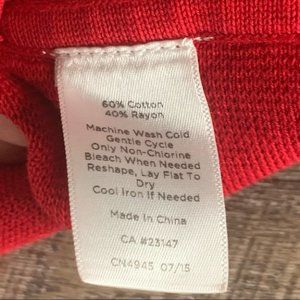 60% Cotton
40% Rayon
Machine Wash Cold
Gentle Cycle
Only Non-Chlorine
Bleach When Needed
Reshape, Lay Flat To
Dry
Cool Iron If Needed
Made In China
CA #23147
CN4945 07/15